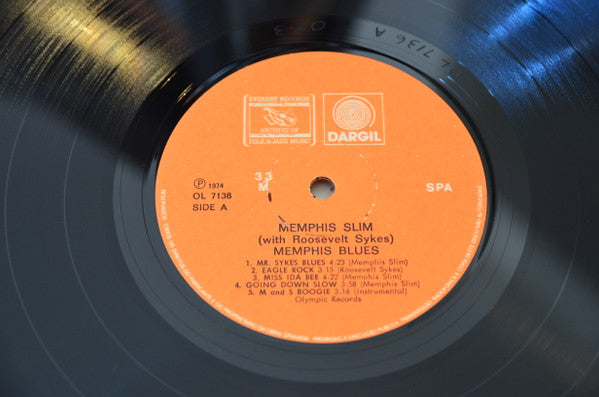 L 7136 A
EVEREST RECORDS
ARCHIVE OF
FOLK & JAZZ MUSIC
DARGIL
33
M
℗ 1974
OL 7136
SIDE A
SPA
MEMPHIS SLIM
(with Roosevelt Sykes)
MEMPHIS BLUES
1. MR. SYKES BLUES 4:23 (Memphis Slim)
2. EAGLE ROCK 3:15 (Roosevelt Sykes)
3. MISS IDA BEE 4:22 (Memphis Slim)
4. GOING DOWN SLOW 3:58 (Memphis Slim)
5. M and S BOOGIE 3:16 (Instrumental)
Olympic Records